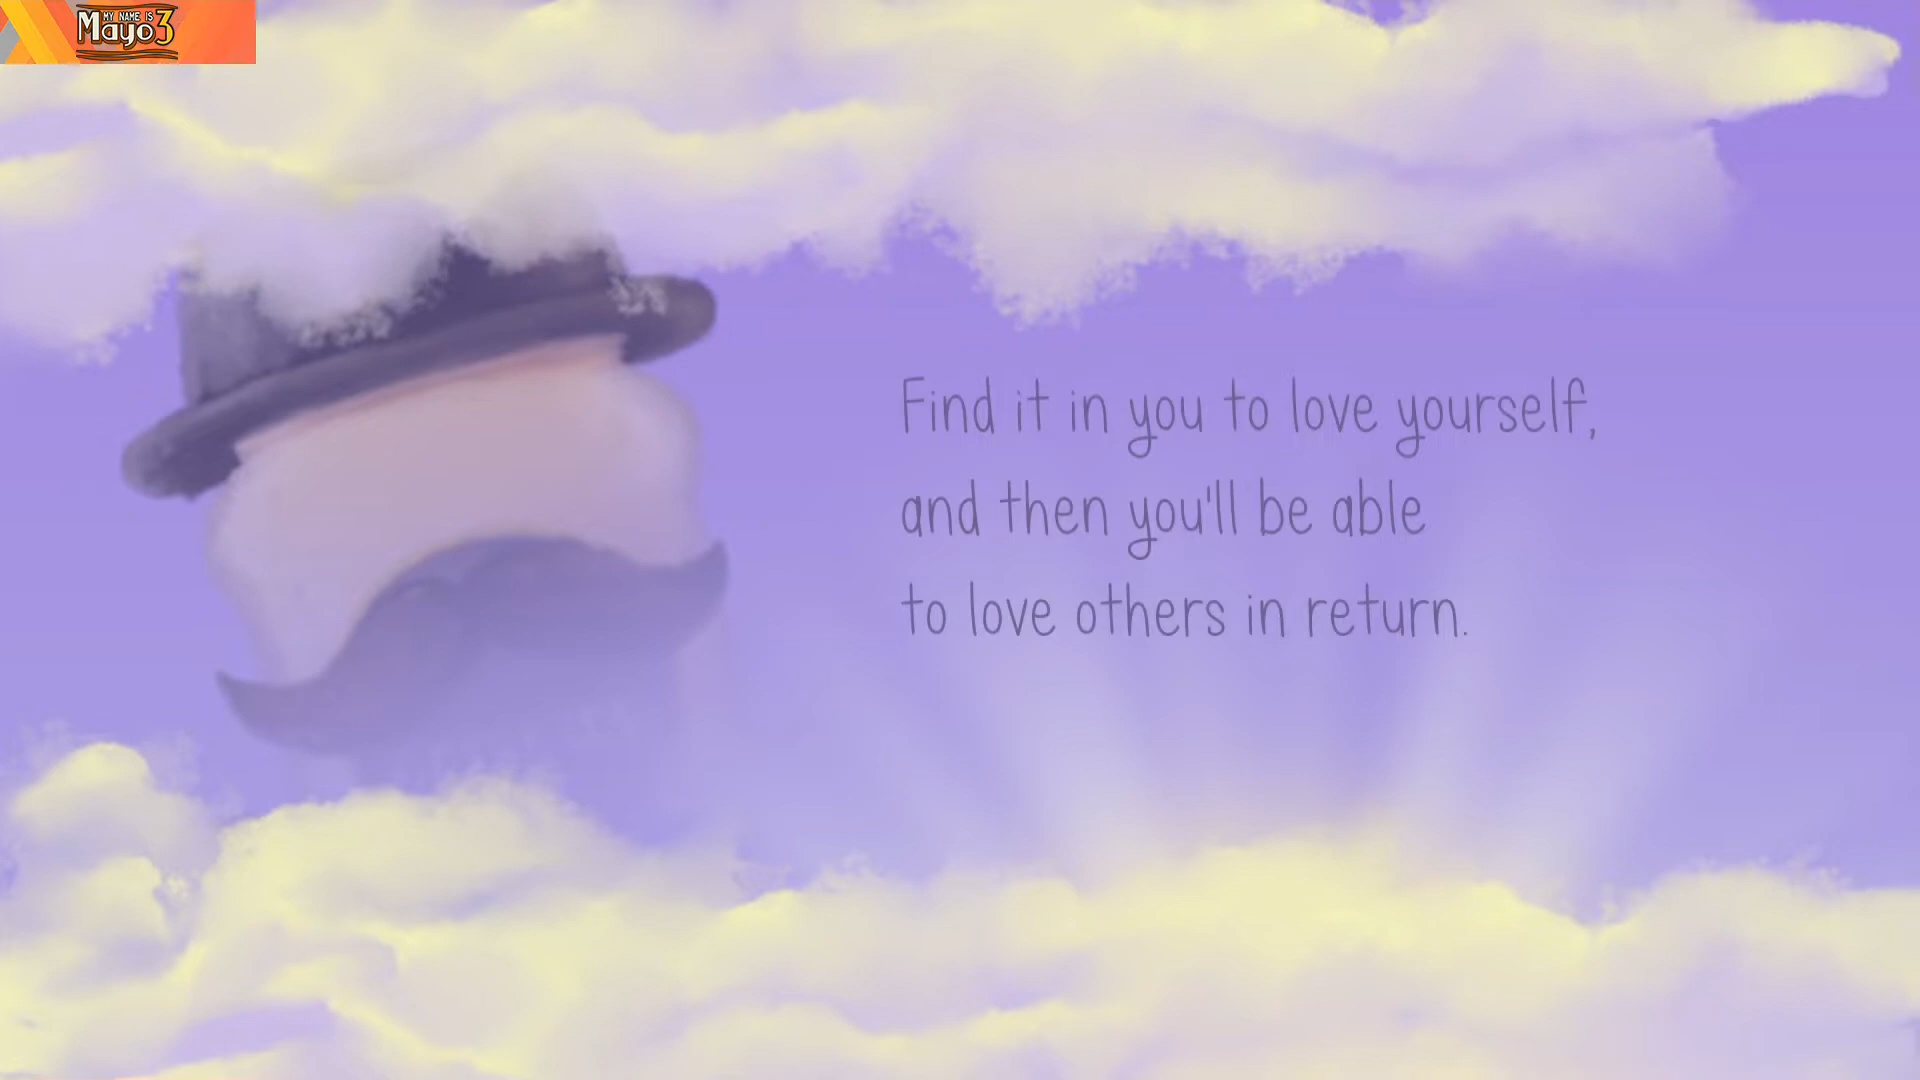 MY NAME IS
Mayo3
Find it in you to love yourself,
and then you'll be able
to love others in return.